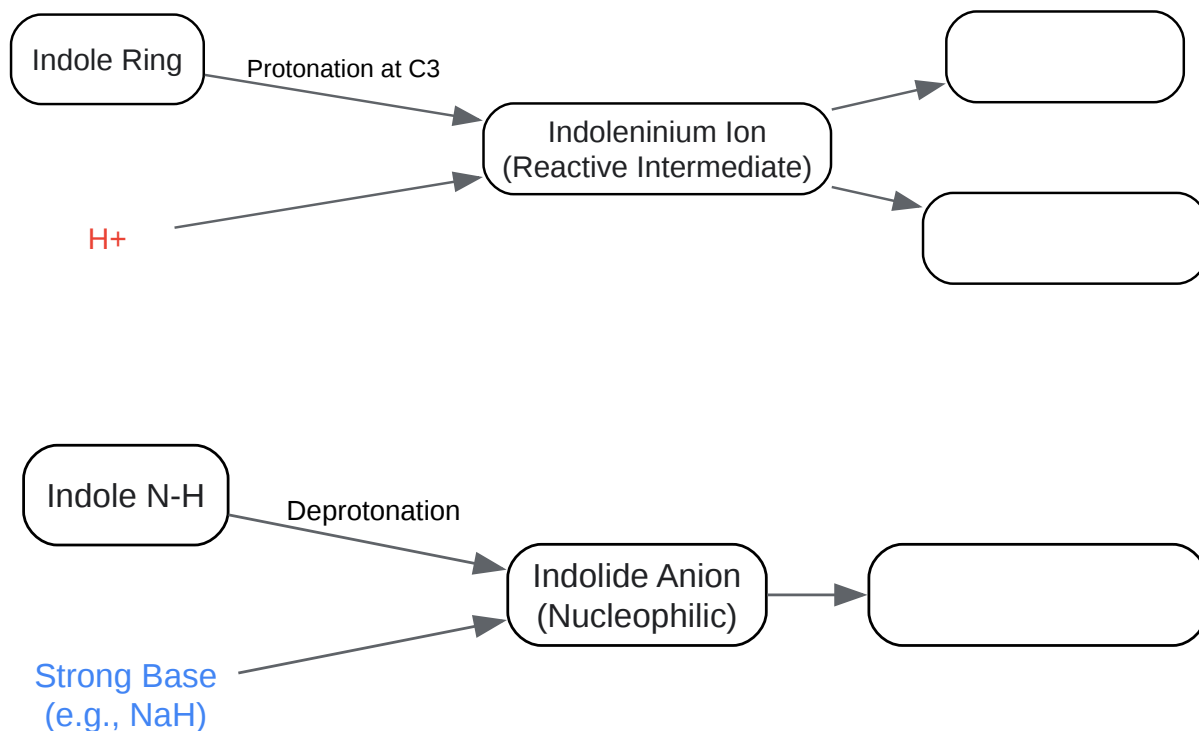 Indole Ring
Protonation at C3
Indoleninium Ion
(Reactive Intermediate)
H+
Indole N-H
Deprotonation
Indolide Anion
(Nucleophilic)
Strong Base
(e.g., NaH)